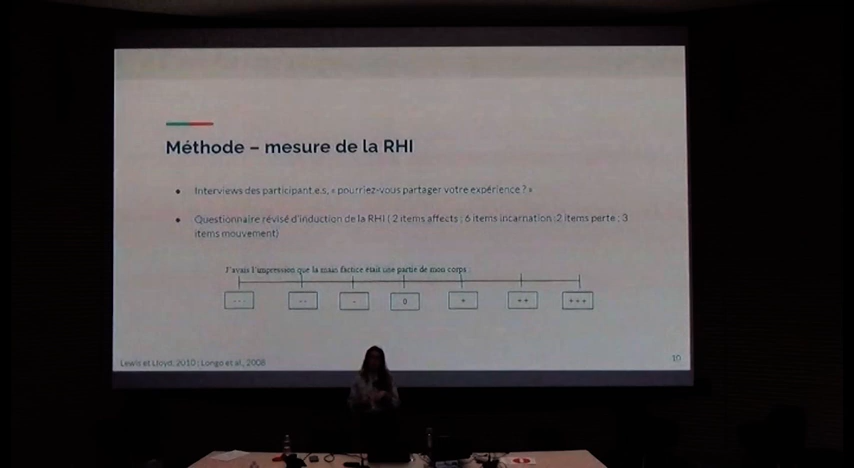 Méthode – mesure de la RHI
Interviews des participant.e.s, « pourriez-vous partager votre expérience ? »
Questionnaire révisé d'induction de la RHI ( 2 items affects ; 6 items incarnation ;2 items perte ; 3
items mouvement)
J'avais l'impression que la main factice était une partie de mon corps :
- - - - - - 0 + + + + + +
Lewis et Lloyd, 2010 ; Longo et al., 2008
10